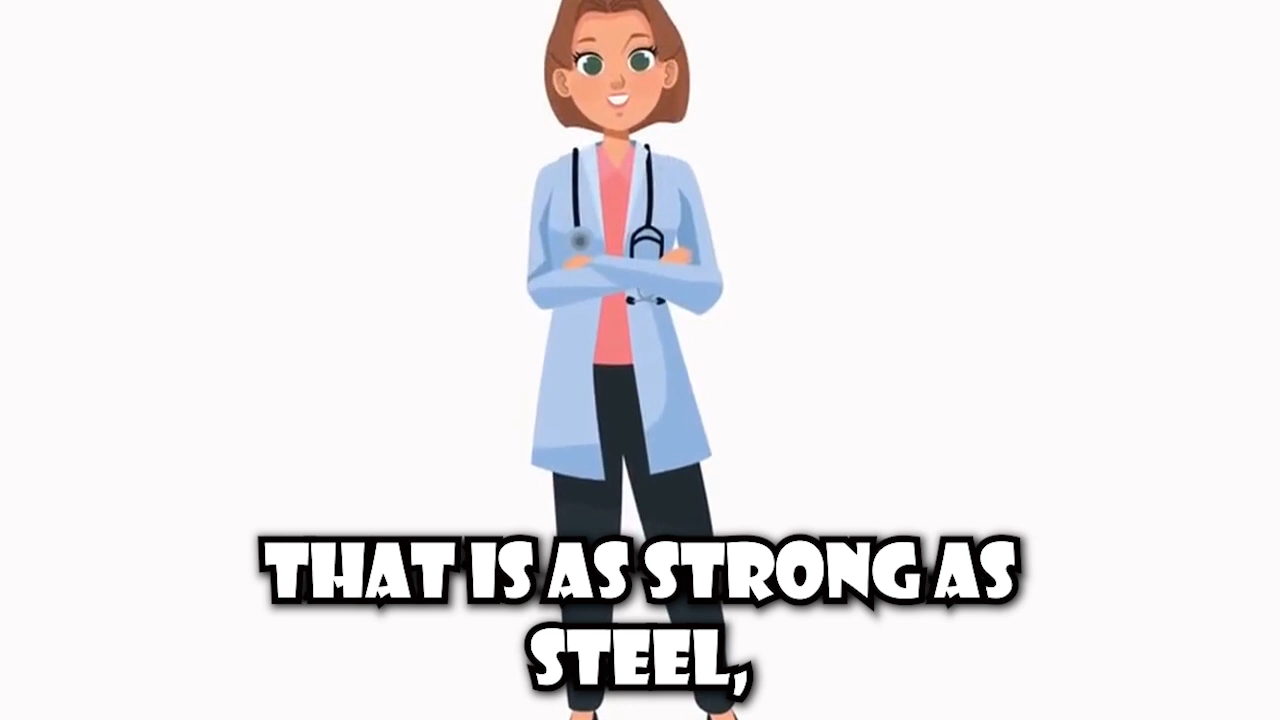 THAT IS AS STRONG AS
STEEL,